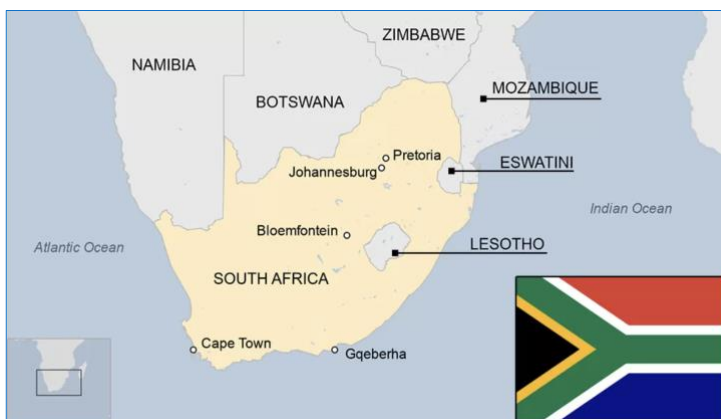 ZIMBABWE
NAMIBIA
MOZAMBIQUE
BOTSWANA
Pretoria
Johannesburg
ESWATINI
Indian Ocean
Bloemfontein
Atlantic Ocean
LESOTHO
SOUTH AFRICA
Cape Town
Gqeberha